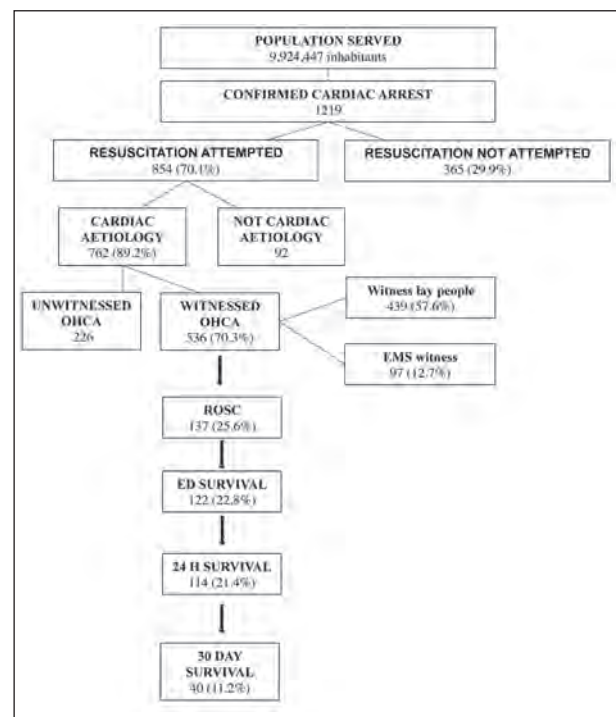 POPULATION SERVED
9,924,447 inhabitants
CONFIRMED CARDIAC ARREST
1219
RESUSCITATION ATTEMPTED
854 (70.1%)
RESUSCITATION NOT ATTEMPTED
365 (29.9%)
CARDIAC
AETIOLOGY
762 (89.2%)
NOT CARDIAC
AETIOLOGY
92
UNWITNESSED
OHCA
226
WITNESSED
OHCA
536 (70.3%)
Witness lay people
439 (57.6%)
EMS witness
97 (12.7%)
ROSC
137 (25.6%)
ED SURVIVAL
122 (22.8%)
24 H SURVIVAL
114 (21.4%)
30 DAY
SURVIVAL
40 (11.2%)